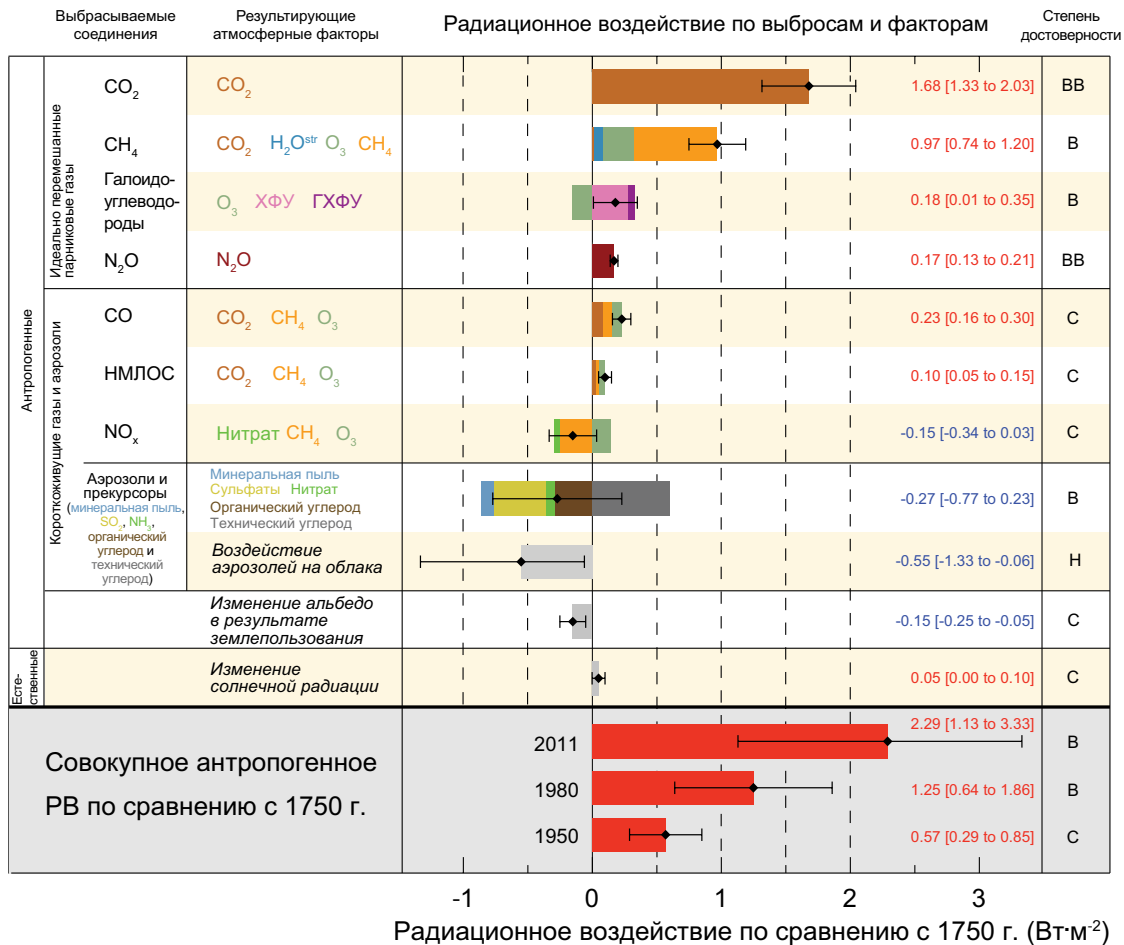 Выбрасываемые
соединения
Результирующие
атмосферные факторы
Радиационное воздействие по выбросам и факторам
Степень
достоверности
Антропогенные
Идеально перемешанные
парниковые газы
CO₂
CO₂
1.68 [1.33 to 2.03]
ВВ
CH₄
CO₂ H₂Oˢᵗʳ O₃ CH₄
0.97 [0.74 to 1.20]
В
Галоидо-
углеводо-
роды
O₃ ХФУ ГХФУ
0.18 [0.01 to 0.35]
В
N₂O
N₂O
0.17 [0.13 to 0.21]
ВВ
Короткоживущие газы и аэрозоли
CO
CO₂ CH₄ O₃
0.23 [0.16 to 0.30]
С
НМЛОС
CO₂ CH₄ O₃
0.10 [0.05 to 0.15]
С
NOₓ
Нитрат CH₄ O₃
-0.15 [-0.34 to 0.03]
С
Аэрозоли и
прекурсоры
(минеральная пыль,
SO₂, NH₃,
органический
углерод и
технический
углерод)
Минеральная пыль
Сульфаты Нитрат
Органический углерод
Технический углерод
-0.27 [-0.77 to 0.23]
В
Воздействие
аэрозолей на облака
-0.55 [-1.33 to -0.06]
Н
Изменение альбедо
в результате
землепользования
-0.15 [-0.25 to -0.05]
С
Есте-
ственные
Изменение
солнечной радиации
0.05 [0.00 to 0.10]
С
Совокупное антропогенное
РВ по сравнению с 1750 г.
2011
2.29 [1.13 to 3.33]
В
1980
1.25 [0.64 to 1.86]
В
1950
0.57 [0.29 to 0.85]
С
-1 0 1 2 3
Радиационное воздействие по сравнению с 1750 г. (Вт·м⁻²)